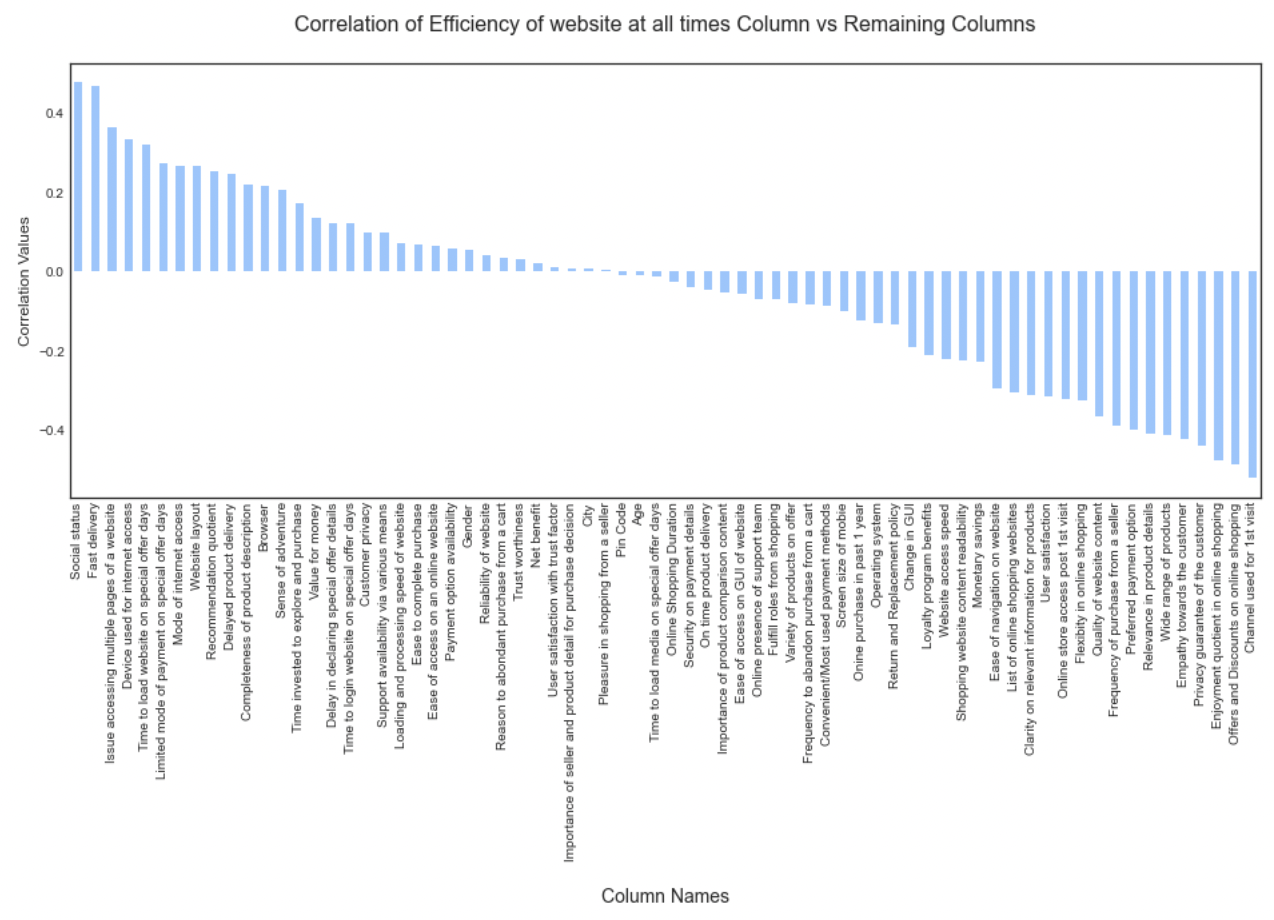 Correlation of Efficiency of website at all times Column vs Remaining Columns
Correlation Values
0.4
0.2
0.0
−0.2
−0.4
Social status
Fast delivery
Issue accessing multiple pages of a website
Device used for internet access
Time to load website on special offer days
Limited mode of payment on special offer days
Mode of internet access
Website layout
Recommendation quotient
Delayed product delivery
Completeness of product description
Browser
Sense of adventure
Time invested to explore and purchase
Value for money
Delay in declaring special offer details
Time to login website on special offer days
Customer privacy
Support availability via various means
Loading and processing speed of website
Ease to complete purchase
Ease of access on an online website
Payment option availability
Gender
Reliability of website
Reason to abondant purchase from a cart
Trust worthiness
Net benefit
User satisfaction with trust factor
Importance of seller and product detail for purchase decision
City
Pleasure in shopping from a seller
Pin Code
Age
Time to load media on special offer days
Online Shopping Duration
Security on payment details
On time product delivery
Importance of product comparison content
Ease of access on GUI of website
Online presence of support team
Fulfill roles from shopping
Variety of products on offer
Frequency to abandon purchase from a cart
Convenient/Most used payment methods
Screen size of mobie
Onine purchase in past 1 year
Operating system
Return and Replacement policy
Change in GUI
Loyalty program benefits
Website access speed
Shopping website content readability
Monetary savings
Ease of navigation on website
List of online shopping websites
Clarity on relevant information for products
User satisfaction
Online store access post 1st visit
Flexibity in online shopping
Quality of website content
Frequency of purchase from a seller
Preferred payment option
Relevance in product details
Wide range of products
Empathy towards the customer
Privacy guarantee of the customer
Enjoyment quotient in online shopping
Offers and Discounts on online shopping
Channel used for 1st visit
Column Names